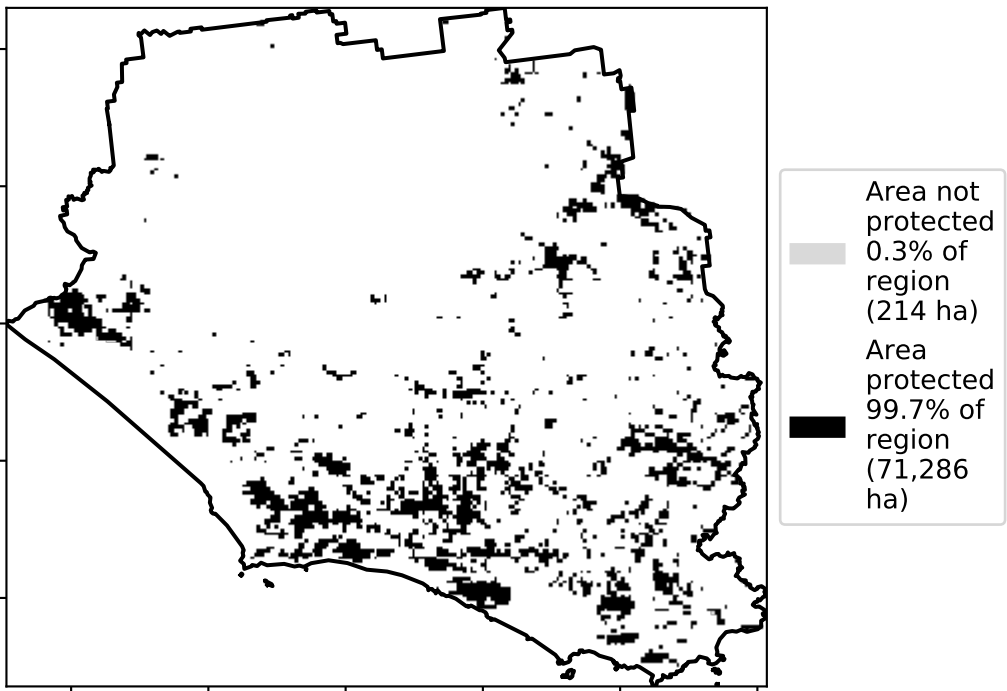 Area not
protected
0.3% of
region
(214 ha)
Area
protected
99.7% of
region
(71,286
ha)